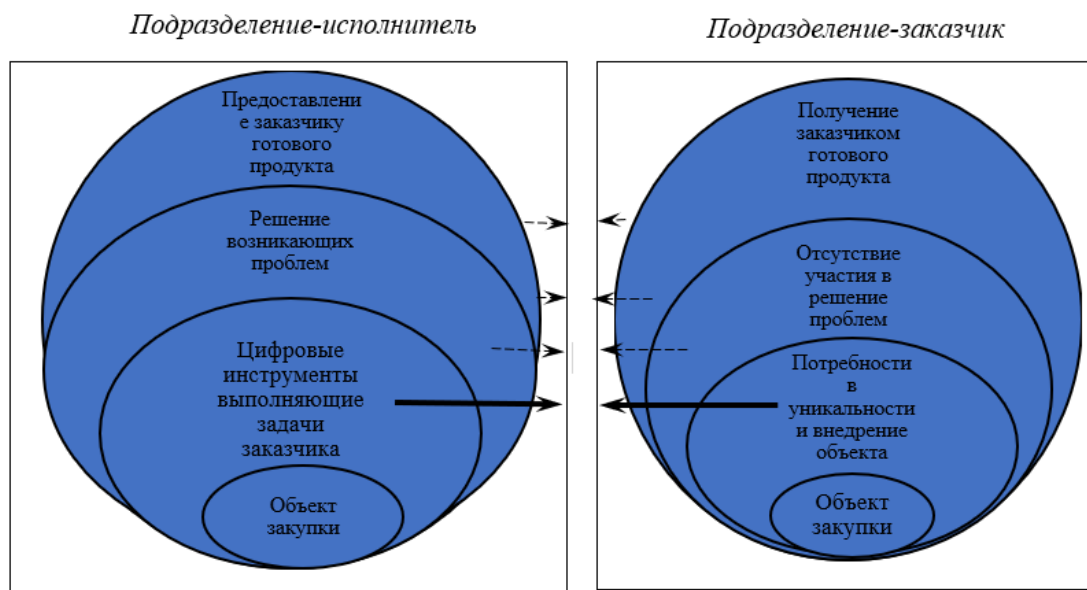 Подразделение-исполнитель
Предоставлени
е заказчику
готового
продукта
Решение
возникающих
проблем
Цифровые
инструменты
выполняющие
задачи
заказчика
Объект
закупки
Подразделение-заказчик
Получение
заказчиком
готового
продукта
Отсутствие
участия в
решение
проблем
Потребности
в
уникальности
и внедрение
объекта
Объект
закупки